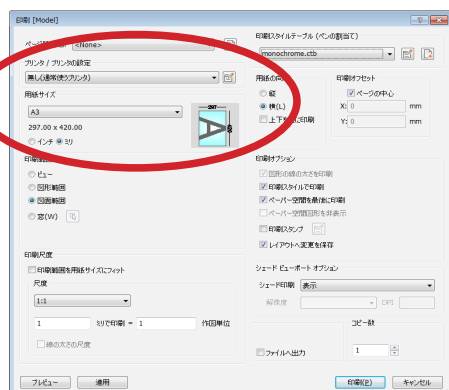 印刷 [Model]
<None>
プリンタ / プリンタの設定
無し(通常使うプリンタ)
用紙サイズ
A3
297.00 x 420.00
インチ ミリ
297
印刷範囲
ビュー
図形範囲
図面範囲
窓(W)
印刷尺度
印刷範囲を用紙サイズにフィット
尺度
1:1
1 ミリで印刷 = 1 作図単位
線の太さの尺度
プレビュー 適用
印刷スタイルテーブル (ペンの割当て)
monochrome.ctb
用紙の向き
縦
横(L)
上下 に印刷
印刷オフセット
ページの中心
X: 0 mm
Y: 0 mm
印刷オプション
図形の線の太さを印刷
印刷スタイルで印刷
ペーパー空間を最後に印刷
ペーパー空間図形を非表示
印刷スタンプ
レイアウトへ変更を保存
シェード ビューポート オプション
シェード印刷 表示
解像度 DPI
コピー数
ファイルへ出力 1
印刷(P) キャンセル